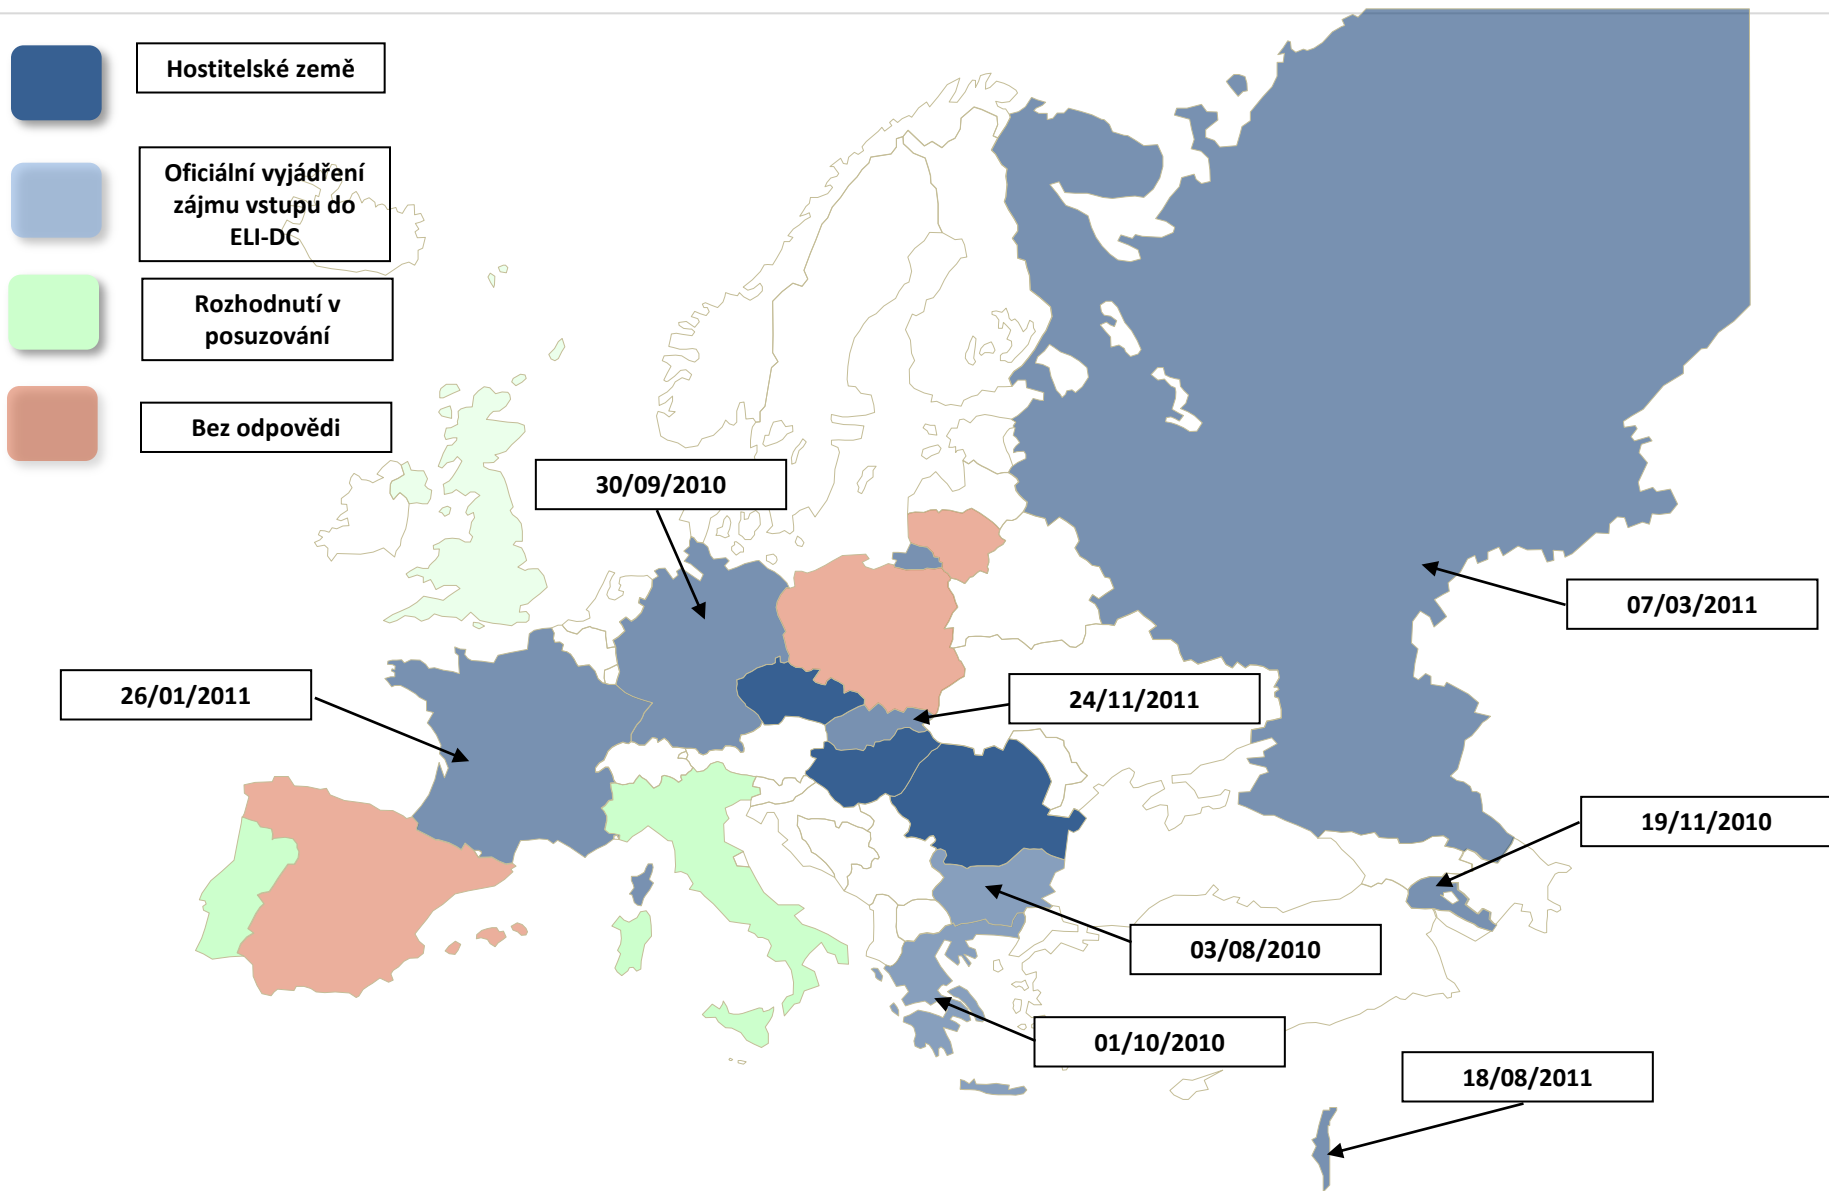 Hostitelské země
Oficiální vyjádření
zájmu vstupu do
ELI-DC
Rozhodnutí v
posuzování
Bez odpovědi
30/09/2010
07/03/2011
26/01/2011
24/11/2011
19/11/2010
03/08/2010
01/10/2010
18/08/2011